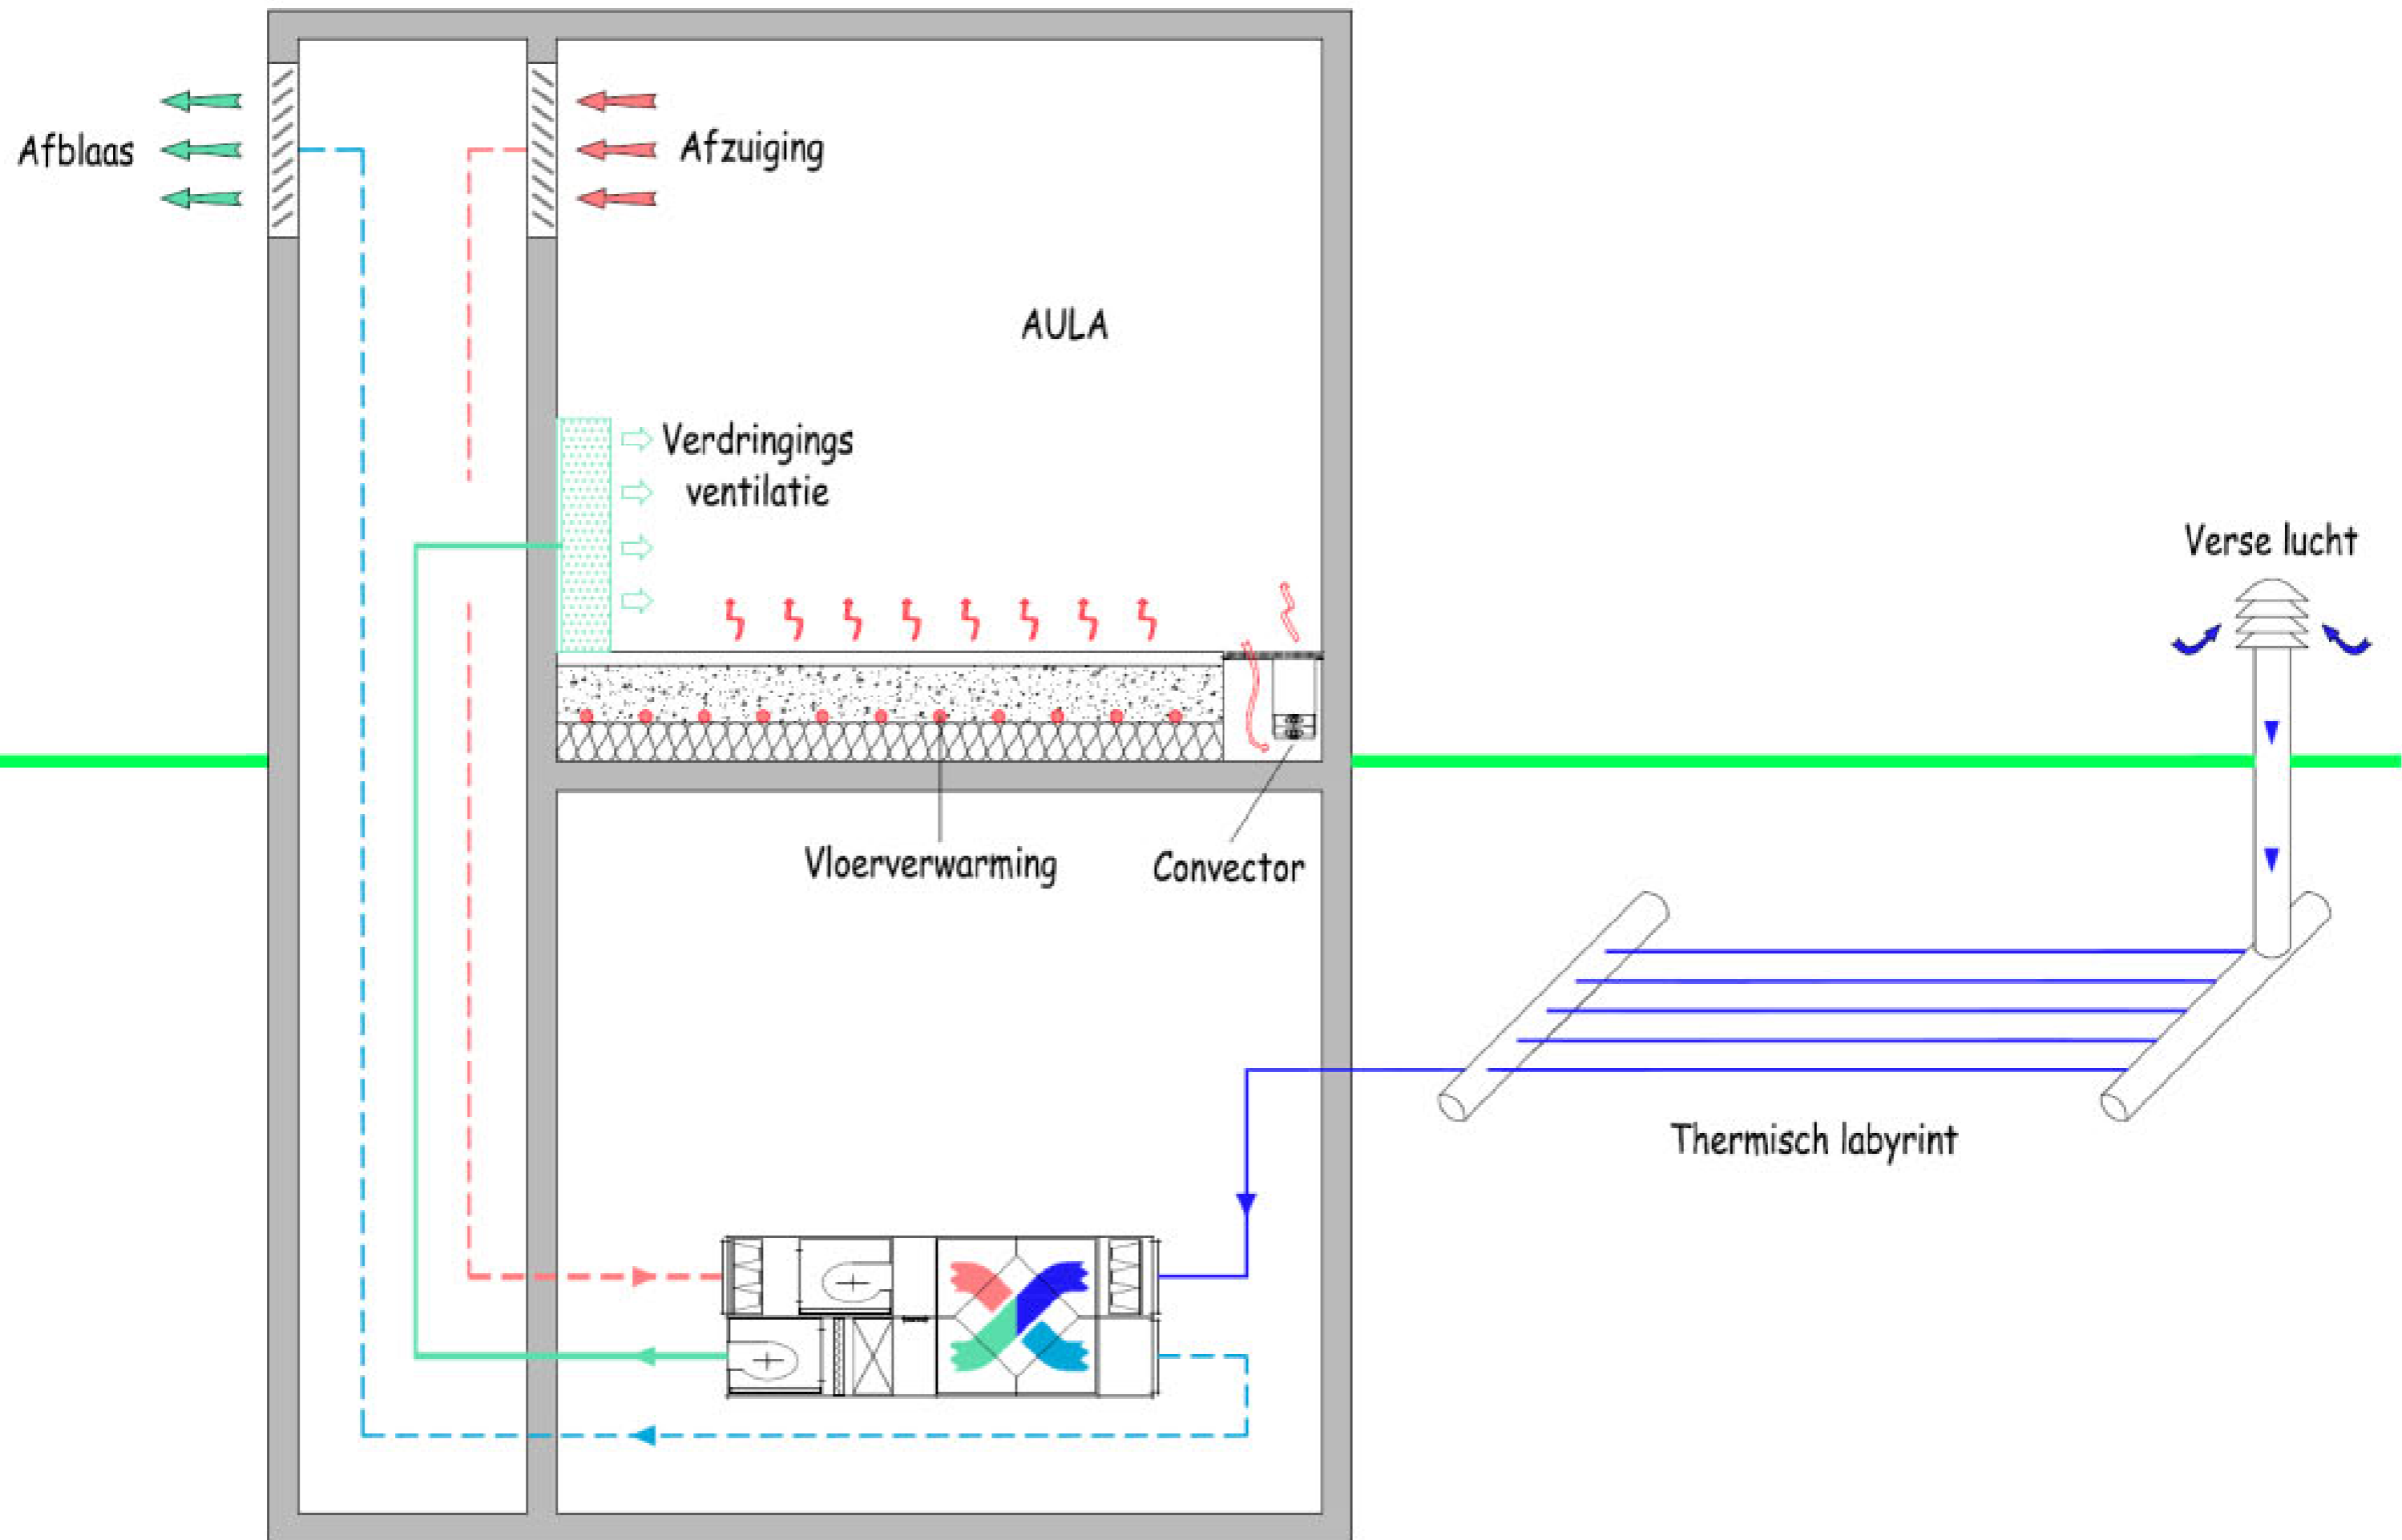 Afblaas
Afzuiging
AULA
Verdringings
ventilatie
Verse lucht
Vloerverwarming
Convector
Thermisch labyrint